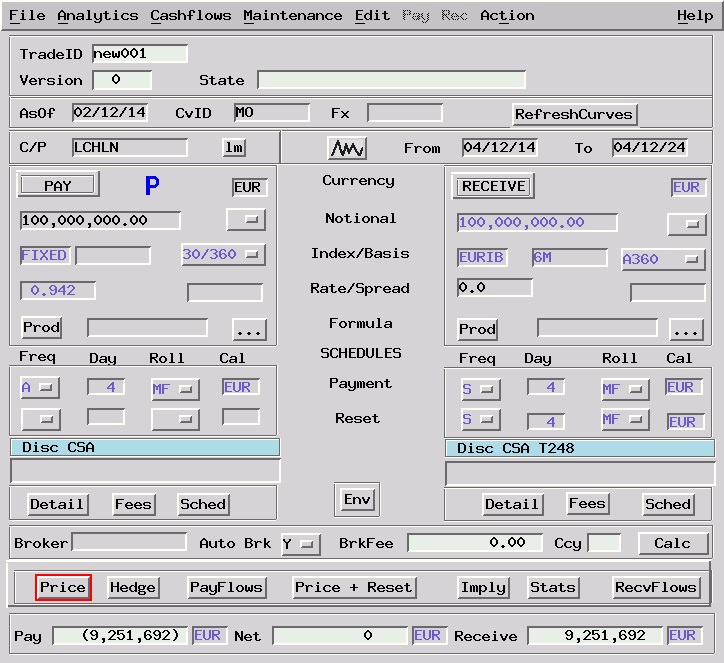 File Analytics Cashflows Maintenance Edit Pay Rec Action Help
TradeID new001
Version 0 State
AsOf 02/12/14 CvID MO Fx RefreshCurves
C/P LCHLN lm From 04/12/14 To 04/12/24
PAY P EUR Currency RECEIVE EUR
100,000,000.00 Notional 100,000,000.00
FIXED 30/360 Index/Basis EURIB 6M A360
0.942 Rate/Spread 0.0
Prod ... Formula Prod ...
Freq Day Roll Cal SCHEDULES Freq Day Roll Cal
A 4 MF EUR Payment S 4 MF EUR
Reset S 4 MF EUR
Disc CSA Disc CSA T248
Detail Fees Sched Env Detail Fees Sched
Broker Auto Brk Y BrkFee 0.00 Ccy Calc
Price Hedge PayFlows Price + Reset Imply Stats RecvFlows
Pay (9,251,692) EUR Net 0 EUR Receive 9,251,692 EUR